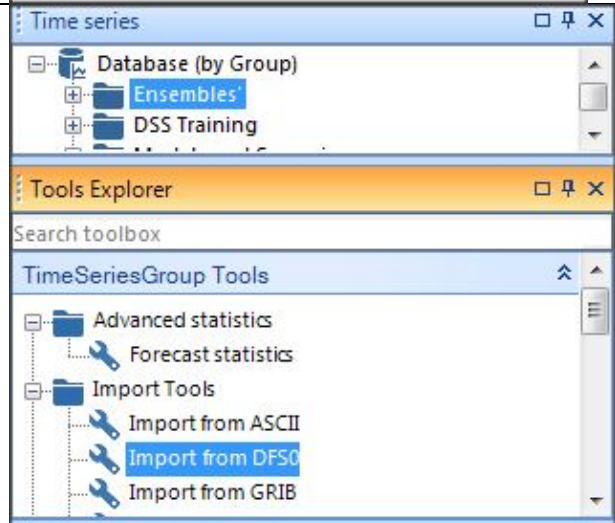 Time series
Database (by Group)
Ensembles'
DSS Training
Tools Explorer
Search toolbox
TimeSeriesGroup Tools
Advanced statistics
Forecast statistics
Import Tools
Import from ASCII
Import from DFS0
Import from GRIB